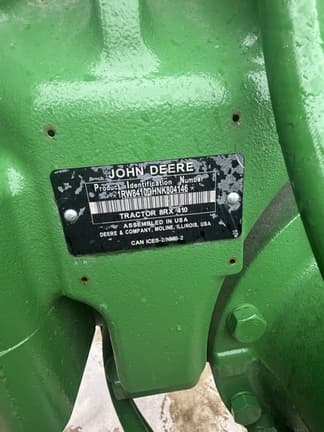 JOHN DEERE
Product Identification Number
1RW8410DHNK804146
TRACTOR 8RX 410
ASSEMBLED IN USA
DEERE & COMPANY, MOLINE, ILLINOIS, USA
CAN ICES-2/NMB-2